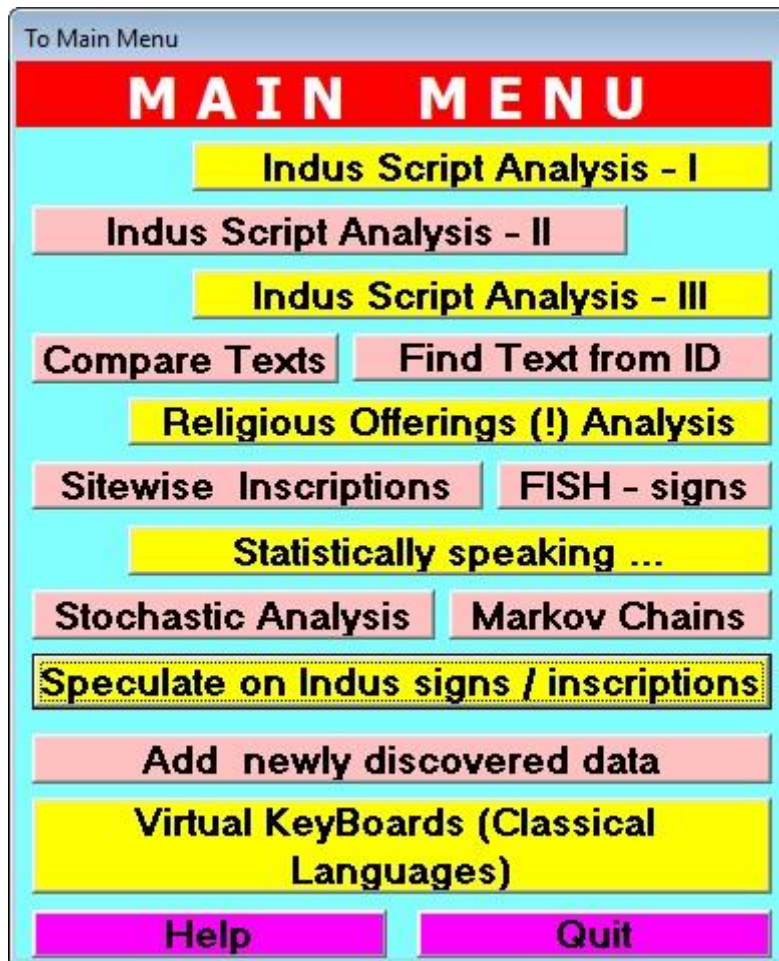 To Main Menu
MAIN MENU
Indus Script Analysis - I
Indus Script Analysis - II
Indus Script Analysis - III
Compare Texts Find Text from ID
Religious Offerings (!) Analysis
Sitewise Inscriptions FISH - signs
Statistically speaking ...
Stochastic Analysis Markov Chains
Speculate on Indus signs / inscriptions
Add newly discovered data
Virtual KeyBoards (Classical
Languages)
Help Quit